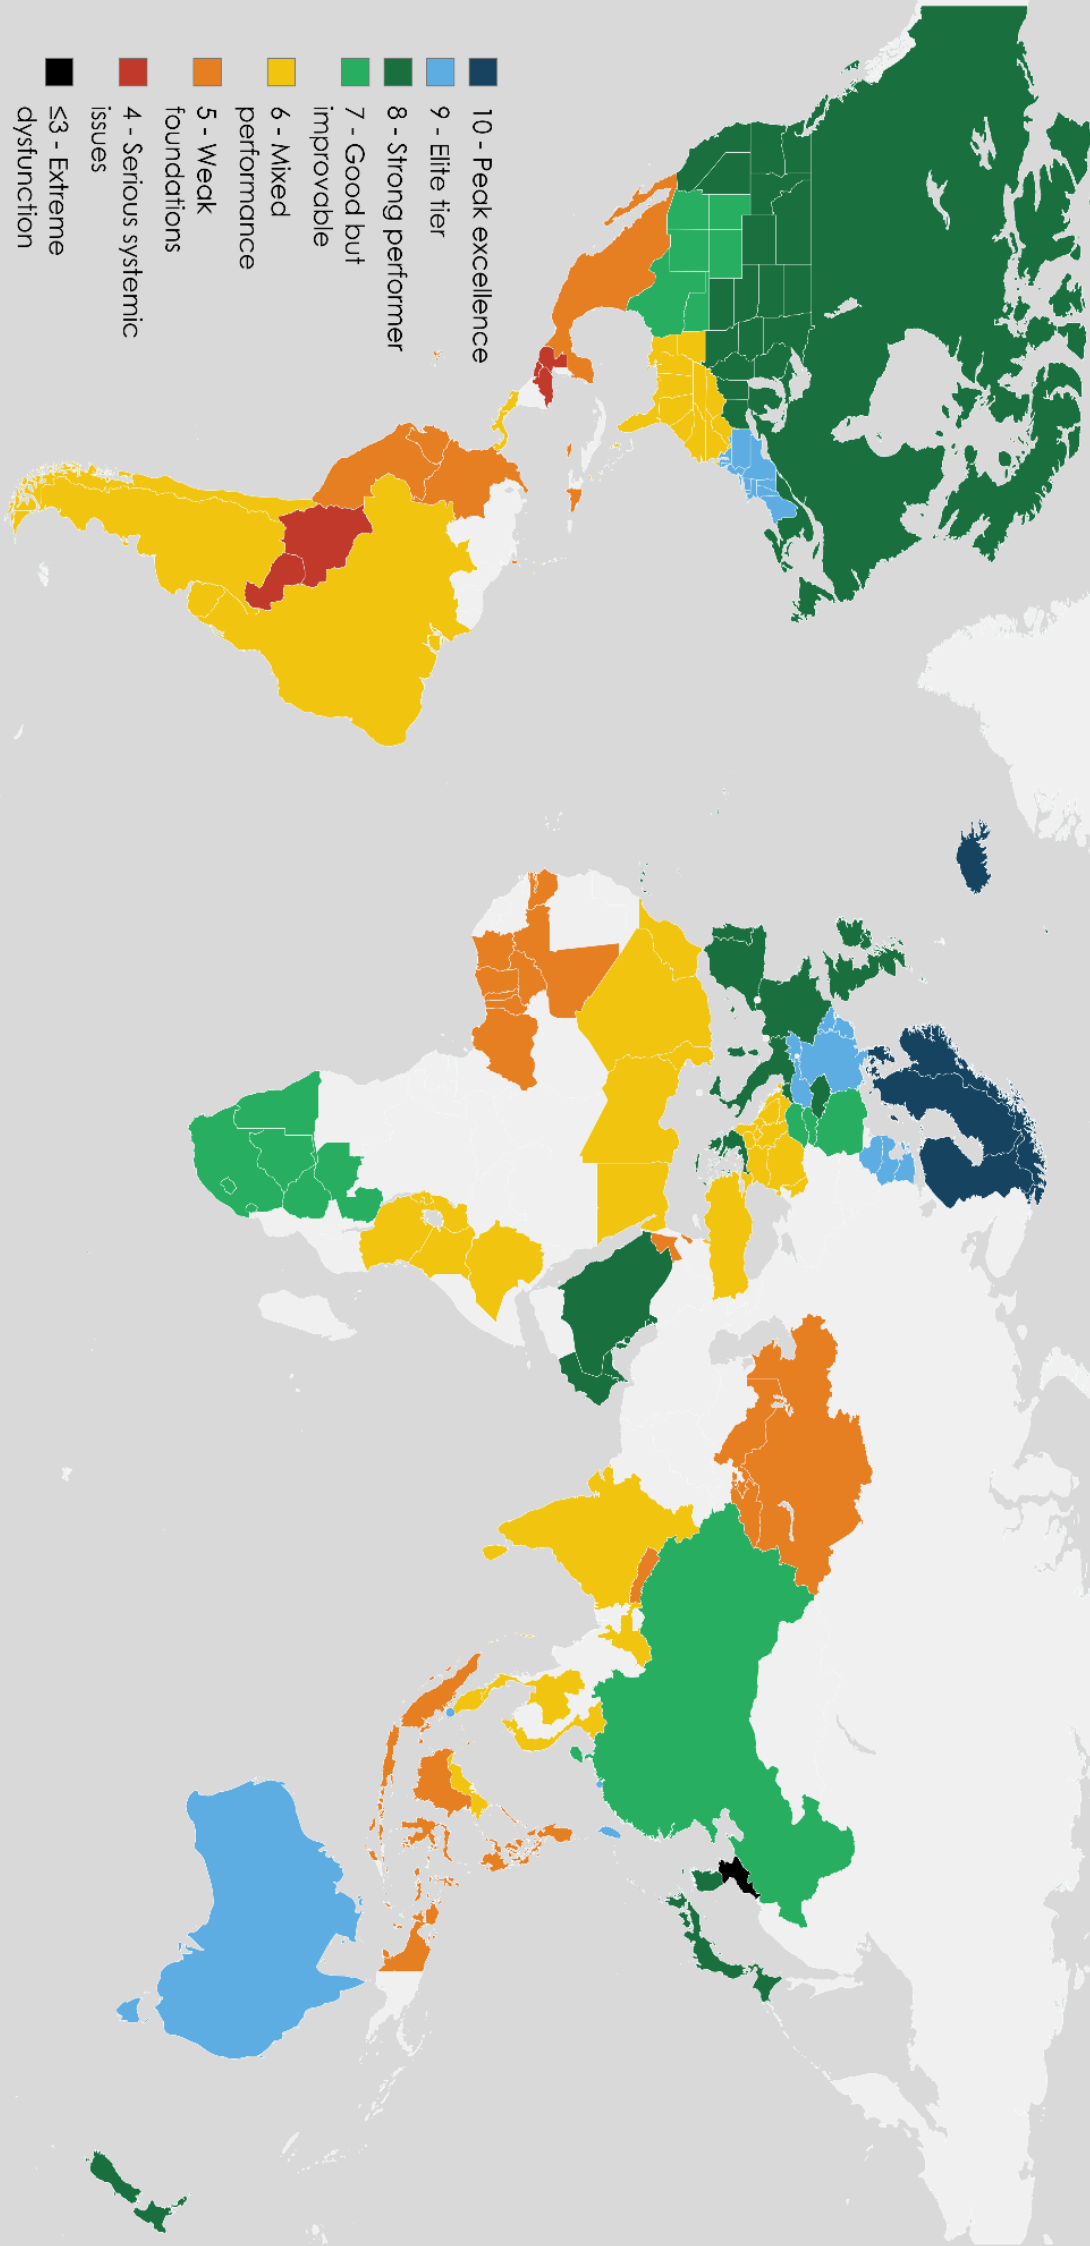 10 - Peak excellence
9 - Elite tier
8 - Strong performer
7 - Good but
improvable
6 - Mixed
performance
5 - Weak
foundations
4 - Serious systemic
issues
≤3 - Extreme
dysfunction